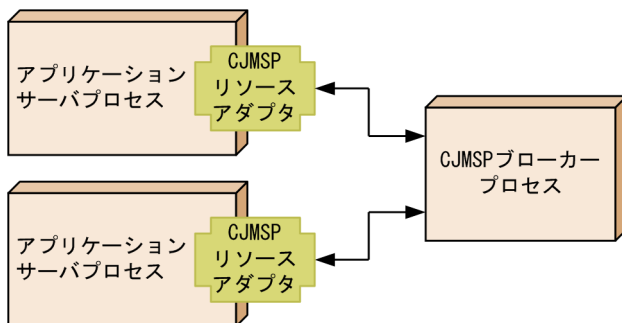 アプリケーション
サーバプロセス
CJMSP
リソース
アダプタ
CJMSPブローカー
プロセス
アプリケーション
サーバプロセス
CJMSP
リソース
アダプタ